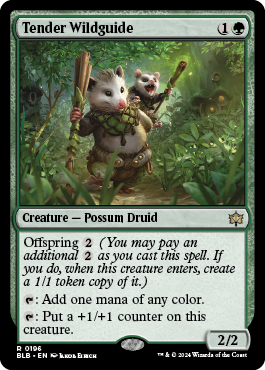 Tender Wildguide 1
Creature — Possum Druid
Offspring 2 (You may pay an
additional 2 as you cast this spell. If
you do, when this creature enters, create
a 1/1 token copy of it.)
: Add one mana of any color.
: Put a +1/+1 counter on this
creature.
2/2
R 0196
BLB • EN Jakob Eirich
™ & © 2024 Wizards of the Coast